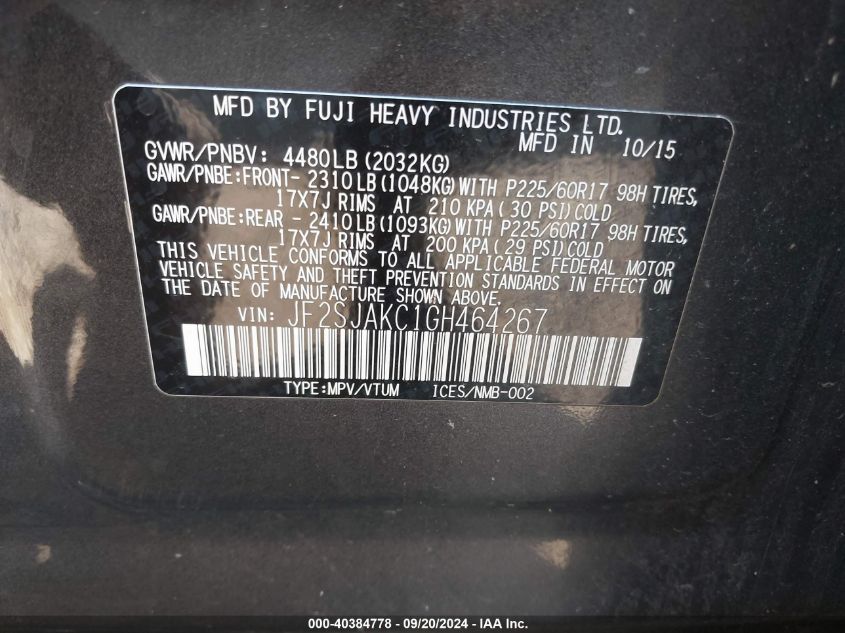 MFD BY FUJI HEAVY INDUSTRIES LTD.
MFD IN 10/15
GVWR/PNBV: 4480LB (2032KG)
GAWR/PNBE:FRONT- 2310LB (1048KG) WITH P225/60R17 98H TIRES,
17X7J RIMS AT 210 KPA (30 PSI) COLD
GAWR/PNBE:REAR - 2410LB (1093KG) WITH P225/60R17 98H TIRES,
17X7J RIMS AT 200 KPA (29 PSI) COLD
THIS VEHICLE CONFORMS TO ALL APPLICABLE FEDERAL MOTOR
VEHICLE SAFETY AND THEFT PREVENTION STANDARDS IN EFFECT ON
THE DATE OF MANUFACTURE SHOWN ABOVE.
VIN: JF2SJAKC1GH464267
TYPE:MPV/VTUM ICES/NMB-002
000-40384778 - 09/20/2024 - IAA Inc.